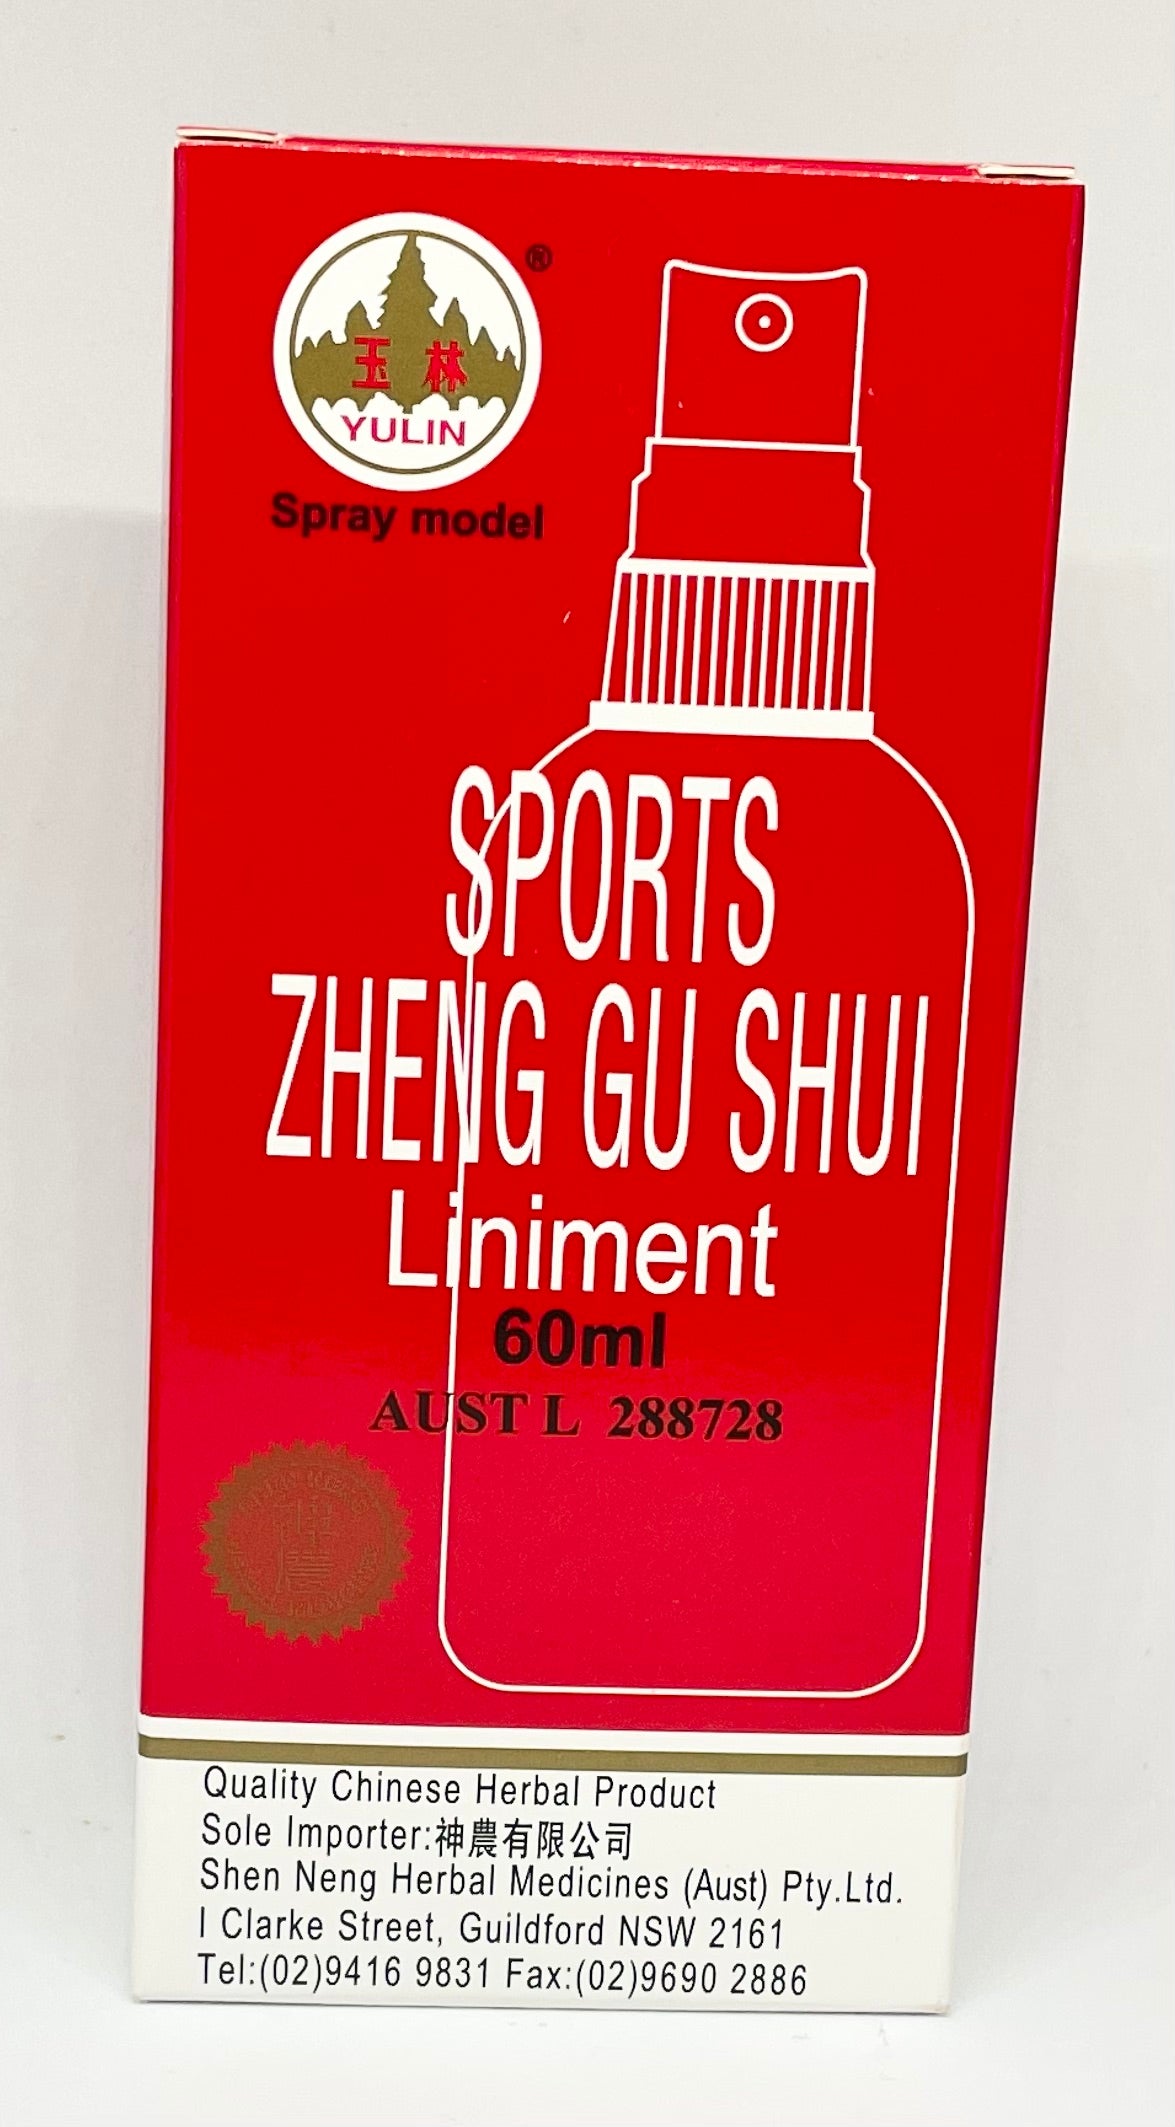 ®
玉林
YULIN
Spray model
SPORTS
ZHENG GU SHUI
Liniment
60ml
AUST L 288728
Quality Chinese Herbal Product
Sole Importer:神農有限公司
Shen Neng Herbal Medicines (Aust) Pty.Ltd.
I Clarke Street, Guildford NSW 2161
Tel:(02)9416 9831 Fax:(02)9690 2886